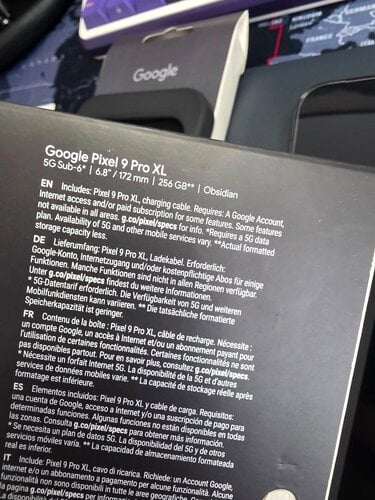 GERMANY
FRANCE
Google
Google Pixel 9 Pro XL
5G Sub-6* | 6.8" / 172 mm | 256 GB** | Obsidian
EN Includes: Pixel 9 Pro XL, charging cable. Requires: A Google Account,
Internet access and/or paid subscription for some features. Some features
not available in all areas. g.co/pixel/specs for info. *Requires a 5G data
plan. Availability of 5G and other mobile services vary. **Actual formatted
storage capacity less.
DE Lieferumfang: Pixel 9 Pro XL, Ladekabel. Erforderlich:
Google-Konto, Internetzugang und/oder kostenpflichtige Abos für einige
Funktionen. Manche Funktionen sind nicht in allen Regionen verfügbar.
Unter g.co/pixel/specs findest du weitere Informationen.
* 5G-Datentarif erforderlich. Die Verfügbarkeit von 5G und weiteren
Mobilfunkdiensten kann variieren. ** Die tatsächliche formatierte
Speicherkapazität ist geringer.
FR Contenu de la boîte : Pixel 9 Pro XL, câble de recharge. Nécessite :
un compte Google, un accès à Internet et/ou un abonnement payant pour
l'utilisation de certaines fonctionnalités. Certaines fonctionnalités ne sont
pas disponibles partout. Pour en savoir plus, consultez g.co/pixel/specs.
* Nécessite un forfait Internet 5G. La disponibilité de la 5G et d'autres
services de données mobiles varie. ** La capacité de stockage réelle après
formatage est inférieure.
ES Elementos incluidos: Pixel 9 Pro XL y cable de carga. Requisitos:
una cuenta de Google, acceso a Internet y/o una suscripción de pago para
determinadas funciones. Algunas funciones no están disponibles en todas
las zonas. Consulta g.co/pixel/specs para obtener más información.
* Se necesita un plan de datos 5G. La disponibilidad del 5G y de otros
servicios móviles varía. ** La capacidad de almacenamiento formateada
real es inferior.
IT Include: Pixel 9 Pro XL, cavo di ricarica. Richiede: un Account Google,
internet e/o un abbonamento a pagamento per alcune funzionalità. Alcune
funzionalità non sono disponibili in tutte le aree geografiche.